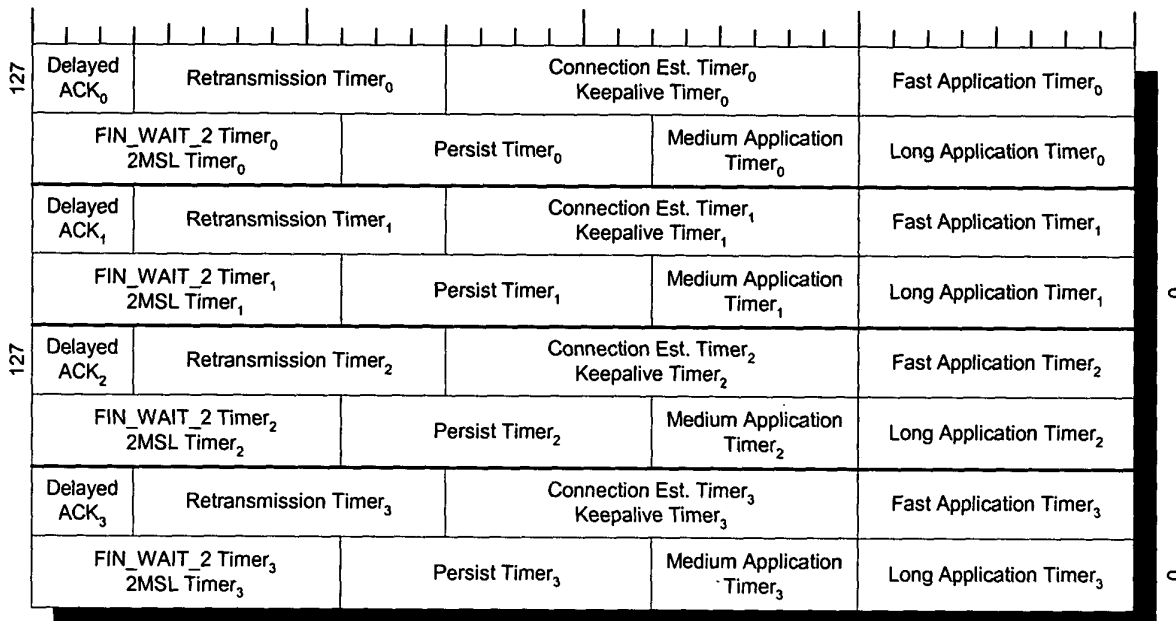 127
Delayed
ACK₀
Retransmission Timer₀
Connection Est. Timer₀
Keepalive Timer₀
Fast Application Timer₀
FIN_WAIT_2 Timer₀
2MSL Timer₀
Persist Timer₀
Medium Application
Timer₀
Long Application Timer₀
Delayed
ACK₁
Retransmission Timer₁
Connection Est. Timer₁
Keepalive Timer₁
Fast Application Timer₁
FIN_WAIT_2 Timer₁
2MSL Timer₁
Persist Timer₁
Medium Application
Timer₁
Long Application Timer₁
0
127
Delayed
ACK₂
Retransmission Timer₂
Connection Est. Timer₂
Keepalive Timer₂
Fast Application Timer₂
FIN_WAIT_2 Timer₂
2MSL Timer₂
Persist Timer₂
Medium Application
Timer₂
Long Application Timer₂
Delayed
ACK₃
Retransmission Timer₃
Connection Est. Timer₃
Keepalive Timer₃
Fast Application Timer₃
FIN_WAIT_2 Timer₃
2MSL Timer₃
Persist Timer₃
Medium Application
Timer₃
Long Application Timer₃
0